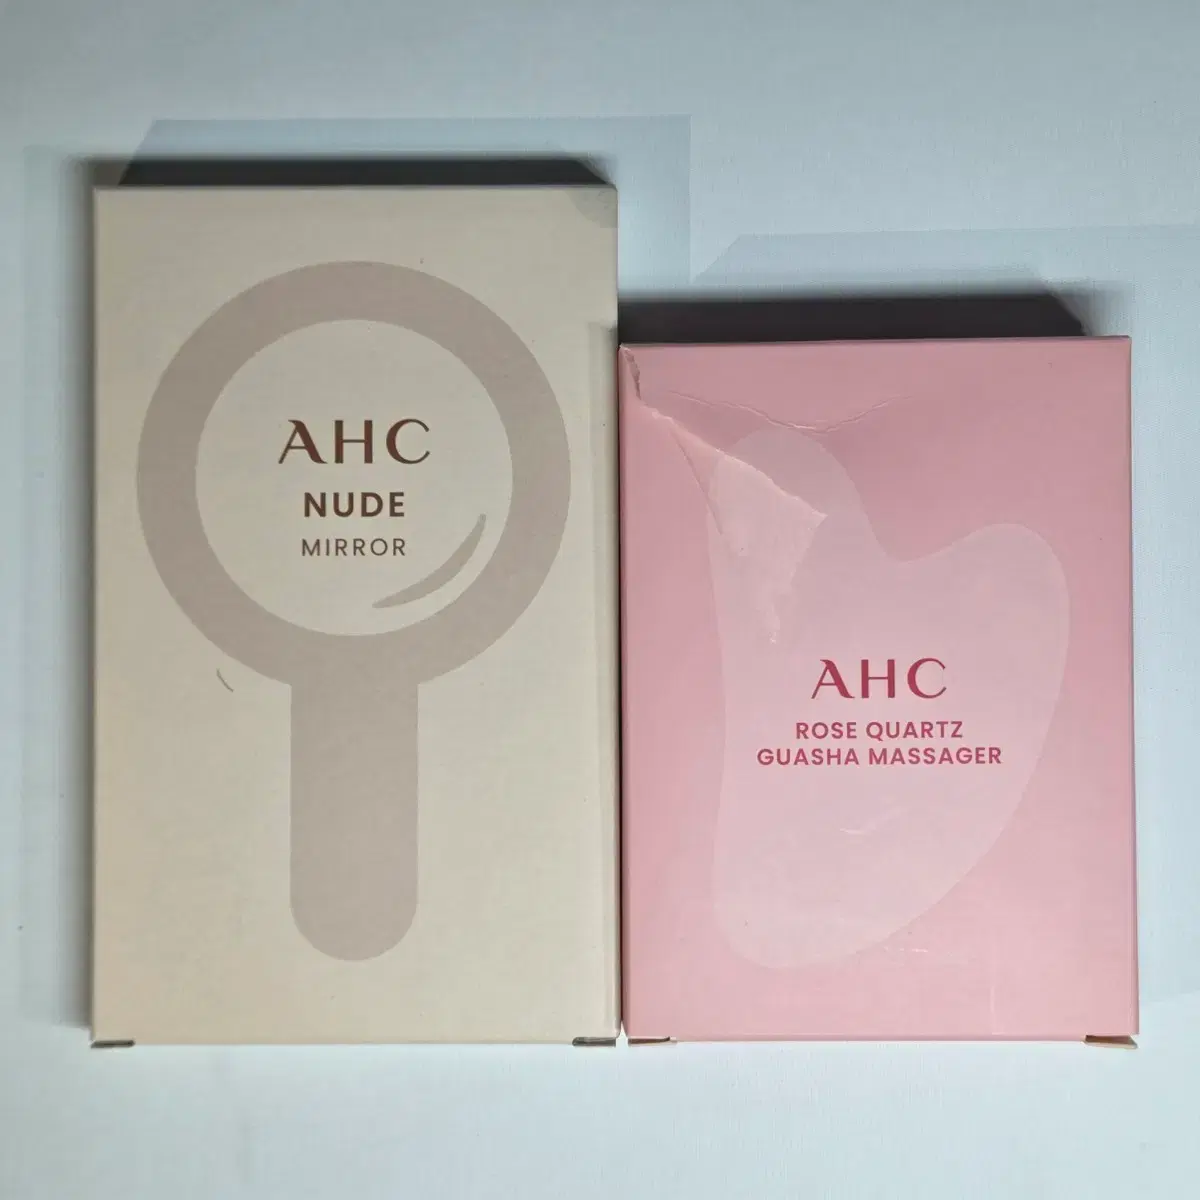 AHC
NUDE
MIRROR
AHC
ROSE QUARTZ
GUASHA MASSAGER